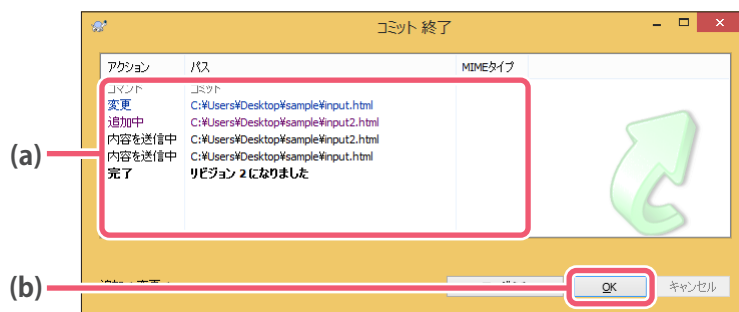 コミット 終了
アクション パス MIMEタイプ
コマンド コミット
変更 C:¥Users¥Desktop¥sample¥input.html
追加中 C:¥Users¥Desktop¥sample¥input2.html
(a)
内容を送信中 C:¥Users¥Desktop¥sample¥input2.html
内容を送信中 C:¥Users¥Desktop¥sample¥input.html
完了 リビジョン 2 になりました
(b)
OK キャンセル